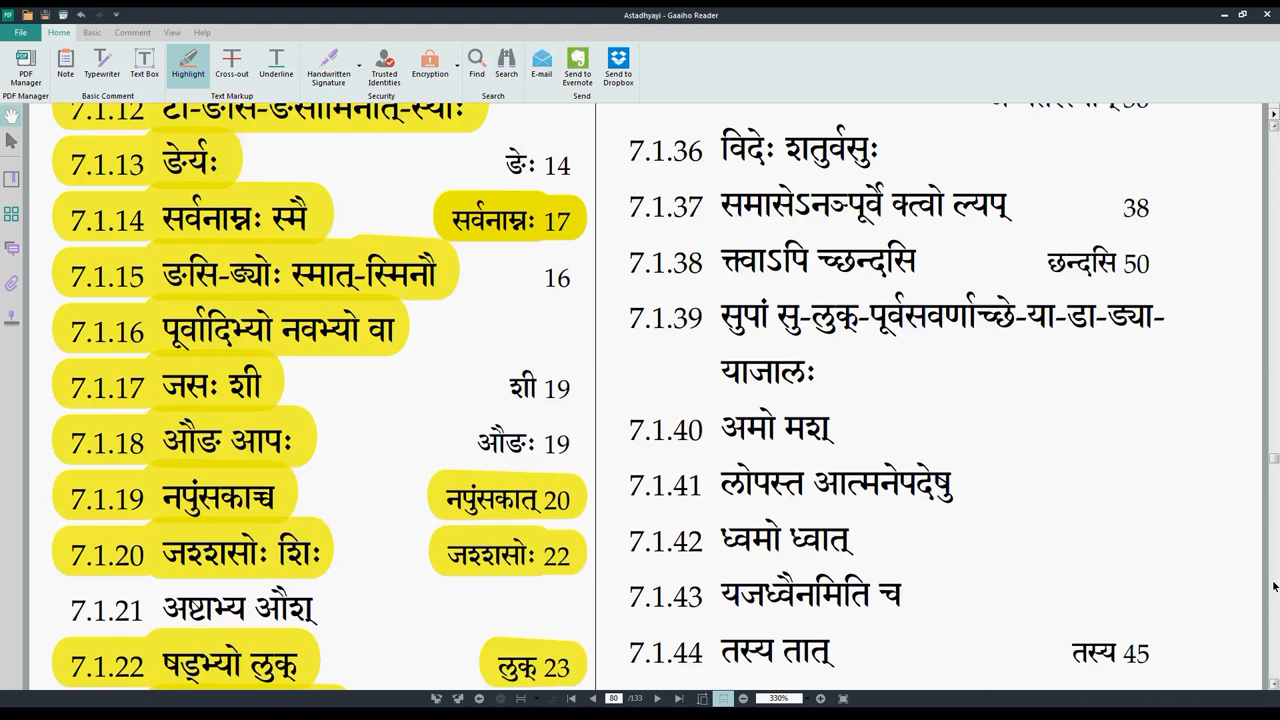 Astadhyayi - Gaaiho Reader
File Home Basic Comment View Help
PDF Manager Note Typewriter Text Box Highlight Cross-out Underline Handwritten Signature Trusted Identities Encryption Find Search E-mail Send to Evernote Send to Dropbox
PDF Manager Basic Comment Text Markup Security Search Send
7.1.12 टा-ङसि-ङसामिनात्-स्याः
7.1.13 ङेर्यः ङेः 14
7.1.14 सर्वनाम्नः स्मै सर्वनाम्नः 17
7.1.15 ङसि-ङ्योः स्मात्-स्मिनौ 16
7.1.16 पूर्वादिभ्यो नवभ्यो वा
7.1.17 जसः शी शी 19
7.1.18 औङ आपः औङः 19
7.1.19 नपुंसकाच्च नपुंसकात् 20
7.1.20 जश्शसोः शिः जश्शसोः 22
7.1.21 अष्टाभ्य औश्
7.1.22 षड्भ्यो लुक् लुक् 23
7.1.36 विदेः शतुर्वसुः
7.1.37 समासेऽनञ्पूर्वे क्त्वो ल्यप् 38
7.1.38 क्त्वाऽपि च्छन्दसि छन्दसि 50
7.1.39 सुपां सु-लुक्-पूर्वसवर्णाच्छे-या-डा-ड्या-
याजालः
7.1.40 अमो मश्
7.1.41 लोपस्त आत्मनेपदेषु
7.1.42 ध्वमो ध्वात्
7.1.43 यजध्वैनमिति च
7.1.44 तस्य तात् तस्य 45
80 /133 330%